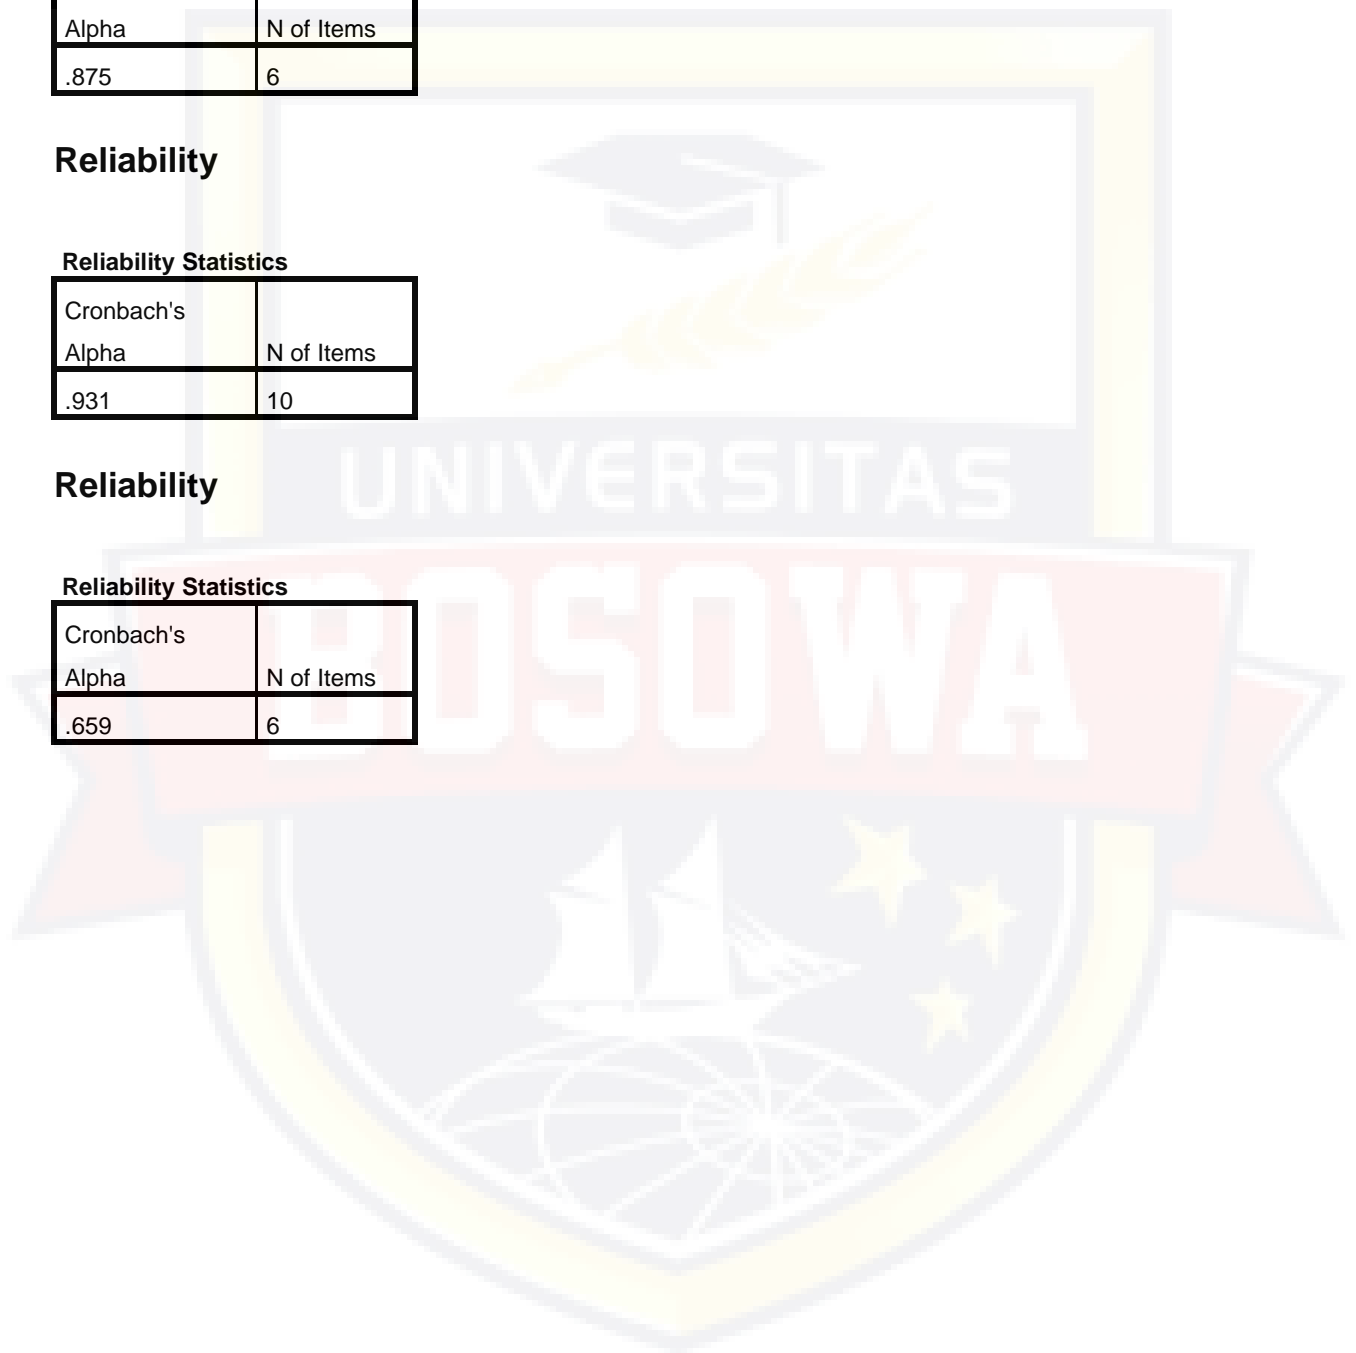 Alpha N of Items
.875 6
Reliability
Reliability Statistics
Cronbach's
Alpha N of Items
.931 10
UNIVERSITAS
Reliability
BOSOWA
Reliability Statistics
Cronbach's
Alpha N of Items
.659 6